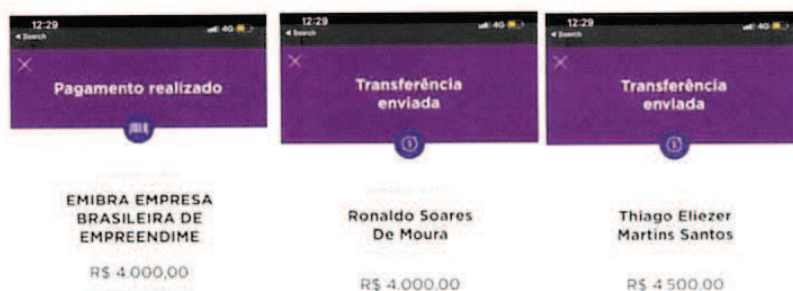 12:29
4G
◄ Search
Pagamento realizado
EMIBRA EMPRESA
BRASILEIRA DE
EMPREENDIME
R$ 4.000,00
12:29
4G
◄ Search
Transferência
enviada
Ronaldo Soares
De Moura
R$ 4.000,00
12:29
4G
◄ Search
Transferência
enviada
Thiago Eliezer
Martins Santos
R$ 4.500,00